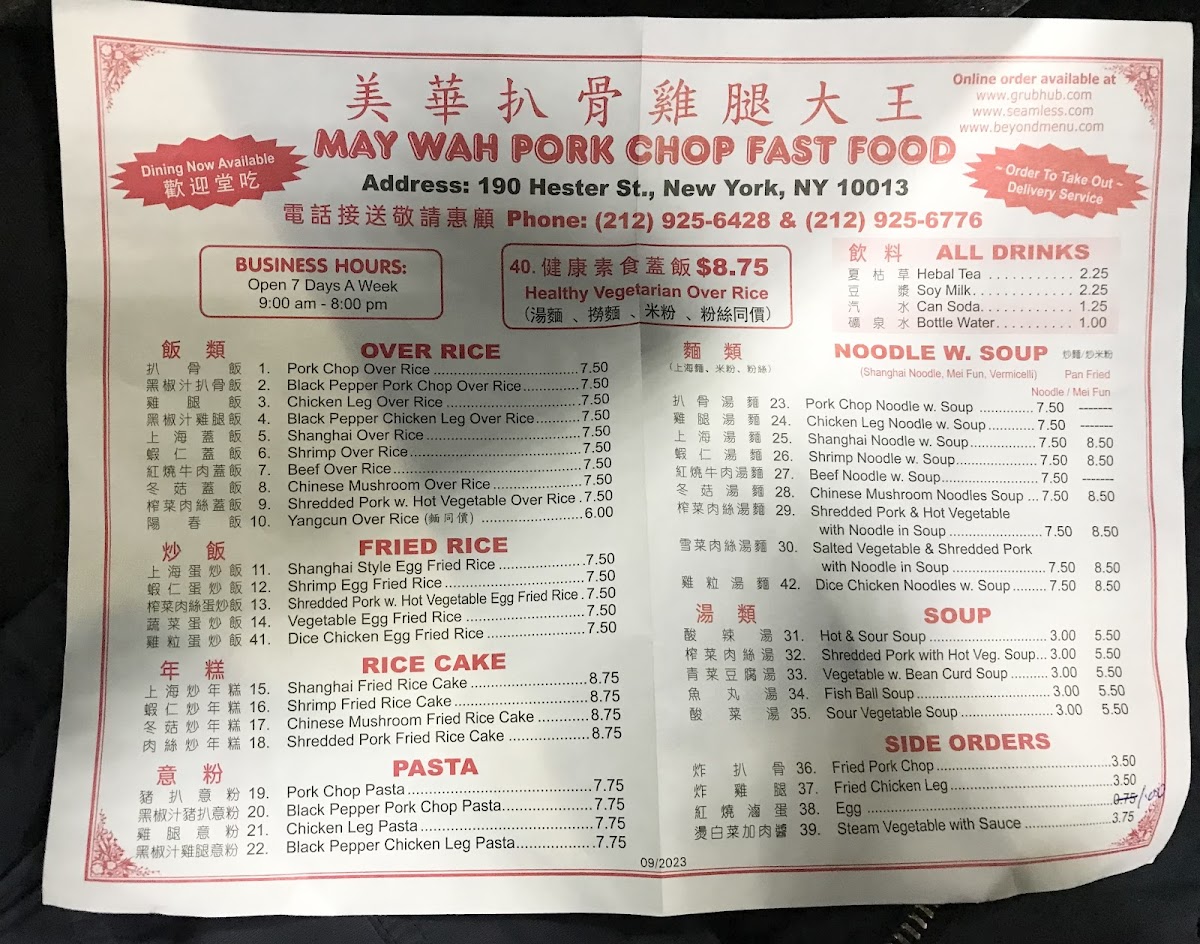 美華扒骨雞腿大王
MAY WAH PORK CHOP FAST FOOD
Address: 190 Hester St., New York, NY 10013
電話接送敬請惠顧 Phone: (212) 925-6428 & (212) 925-6776
Dining Now Available
歡迎堂吃
Online order available at
www.grubhub.com
www.seamless.com
www.beyondmenu.com
~ Order To Take Out ~
Delivery Service
BUSINESS HOURS:
Open 7 Days A Week
9:00 am - 8:00 pm
40. 健康素食蓋飯 $8.75
Healthy Vegetarian Over Rice
(湯麵、撈麵、米粉、粉絲同價)
飲料 ALL DRINKS
夏枯草 Hebal Tea 2.25
豆漿 Soy Milk 2.25
汽水 Can Soda 1.25
礦泉水 Bottle Water 1.00
飯類 OVER RICE
扒骨飯 1. Pork Chop Over Rice 7.50
黑椒汁扒骨飯 2. Black Pepper Pork Chop Over Rice 7.50
雞腿飯 3. Chicken Leg Over Rice 7.50
黑椒汁雞腿飯 4. Black Pepper Chicken Leg Over Rice 7.50
上海蓋飯 5. Shanghai Over Rice 7.50
蝦仁蓋飯 6. Shrimp Over Rice 7.50
紅燒牛肉蓋飯 7. Beef Over Rice 7.50
冬菇蓋飯 8. Chinese Mushroom Over Rice 7.50
榨菜肉絲蓋飯 9. Shredded Pork w. Hot Vegetable Over Rice 7.50
陽春飯 10. Yangcun Over Rice (麵同價) 6.00
炒飯 FRIED RICE
上海蛋炒飯 11. Shanghai Style Egg Fried Rice 7.50
蝦仁蛋炒飯 12. Shrimp Egg Fried Rice 7.50
榨菜肉絲蛋炒飯 13. Shredded Pork w. Hot Vegetable Egg Fried Rice 7.50
蔬菜蛋炒飯 14. Vegetable Egg Fried Rice 7.50
雞粒蛋炒飯 41. Dice Chicken Egg Fried Rice 7.50
年糕 RICE CAKE
上海炒年糕 15. Shanghai Fried Rice Cake 8.75
蝦仁炒年糕 16. Shrimp Fried Rice Cake 8.75
冬菇炒年糕 17. Chinese Mushroom Fried Rice Cake 8.75
肉絲炒年糕 18. Shredded Pork Fried Rice Cake 8.75
意粉 PASTA
豬扒意粉 19. Pork Chop Pasta 7.75
黑椒汁豬扒意粉 20. Black Pepper Pork Chop Pasta 7.75
雞腿意粉 21. Chicken Leg Pasta 7.75
黑椒汁雞腿意粉 22. Black Pepper Chicken Leg Pasta 7.75
麵類 NOODLE W. SOUP 炒麵/炒米粉
(上海麵、米粉、粉絲) (Shanghai Noodle, Mei Fun, Vermicelli) Pan Fried
Noodle / Mei Fun
扒骨湯麵 23. Pork Chop Noodle w. Soup 7.50 -------
雞腿湯麵 24. Chicken Leg Noodle w. Soup 7.50 -------
上海湯麵 25. Shanghai Noodle w. Soup 7.50 8.50
蝦仁湯麵 26. Shrimp Noodle w. Soup 7.50 8.50
紅燒牛肉湯麵 27. Beef Noodle w. Soup 7.50 -------
冬菇湯麵 28. Chinese Mushroom Noodles Soup 7.50 8.50
榨菜肉絲湯麵 29. Shredded Pork & Hot Vegetable
with Noodle in Soup 7.50 8.50
雪菜肉絲湯麵 30. Salted Vegetable & Shredded Pork
with Noodle in Soup 7.50 8.50
雞粒湯麵 42. Dice Chicken Noodles w. Soup 7.50 8.50
湯類 SOUP
酸辣湯 31. Hot & Sour Soup 3.00 5.50
榨菜肉絲湯 32. Shredded Pork with Hot Veg. Soup 3.00 5.50
青菜豆腐湯 33. Vegetable w. Bean Curd Soup 3.00 5.50
魚丸湯 34. Fish Ball Soup 3.00 5.50
酸菜湯 35. Sour Vegetable Soup 3.00 5.50
SIDE ORDERS
炸扒骨 36. Fried Pork Chop 3.50
炸雞腿 37. Fried Chicken Leg 3.50
紅燒滷蛋 38. Egg 0.75 1.00
燙白菜加肉醬 39. Steam Vegetable with Sauce 3.75
09/2023